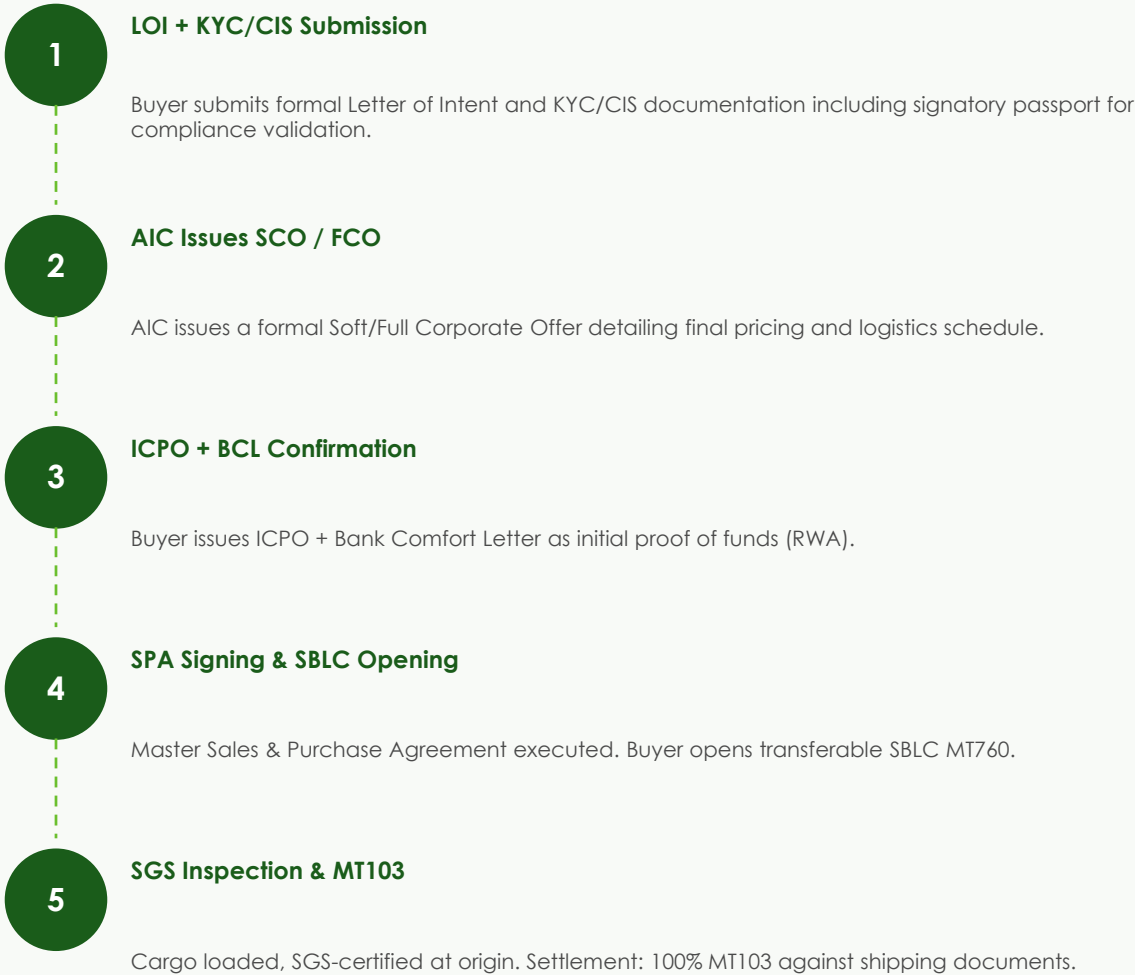 1
LOI + KYC/CIS Submission
Buyer submits formal Letter of Intent and KYC/CIS documentation including signatory passport for
compliance validation.
2
AIC Issues SCO / FCO
AIC issues a formal Soft/Full Corporate Offer detailing final pricing and logistics schedule.
3
ICPO + BCL Confirmation
Buyer issues ICPO + Bank Comfort Letter as initial proof of funds (RWA).
4
SPA Signing & SBLC Opening
Master Sales & Purchase Agreement executed. Buyer opens transferable SBLC MT760.
5
SGS Inspection & MT103
Cargo loaded, SGS-certified at origin. Settlement: 100% MT103 against shipping documents.